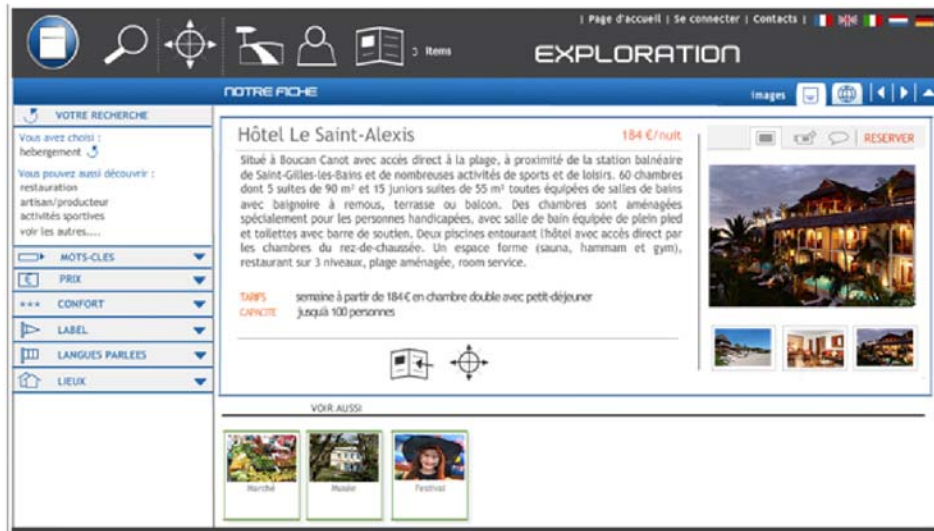 | Page d'accueil | Se connecter | Contacts |
Items
EXPLORATION
NOTRE FICHE
images
VOTRE RECHERCHE
Vous avez choisi :
hebergement
Vous pouvez aussi découvrir :
restauration
artisan/producteur
activités sportives
voir les autres....
MOTS-CLES
PRIX
CONFORT
LABEL
LANGUES PARLEES
LIEUX
Hôtel Le Saint-Alexis
184 €/nuit
Situé à Boucan Canot avec accès direct à la plage, à proximité de la station balnéaire
de Saint-Gilles-les-Bains et de nombreuses activités de sports et de loisirs. 60 chambres
dont 5 suites de 90 m² et 15 juniors suites de 55 m² toutes équipées de salles de bains
avec baignoire à remous, terrasse ou balcon. Des chambres sont aménagées
spécialement pour les personnes handicapées, avec salle de bain équipée de plein pied
et toilettes avec barre de soutien. Deux piscines entourant l'hôtel avec accès direct par
les chambres du rez-de-chaussée. Un espace forme (sauna, hammam et gym),
restaurant sur 3 niveaux, plage aménagée, room service.
TARIFS semaine à partir de 184€ en chambre double avec petit-déjeuner
CAPACITE jusquà 100 personnes
RESERVER
VOIR AUSSI
Marché
Musée
Festival